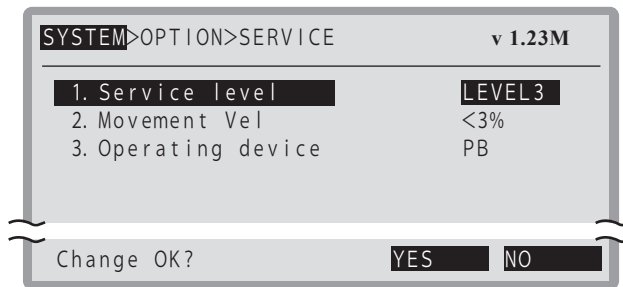 SYSTEM>OPTION>SERVICE v 1.23M
1. Service level LEVEL3
2. Movement Vel <3%
3. Operating device PB
Change OK? YES NO